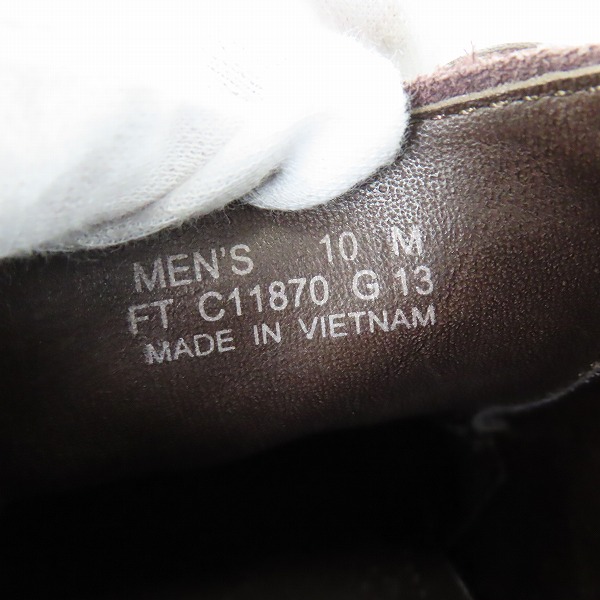 MEN'S 10 M
FT C11870 G 13
MADE IN VIETNAM